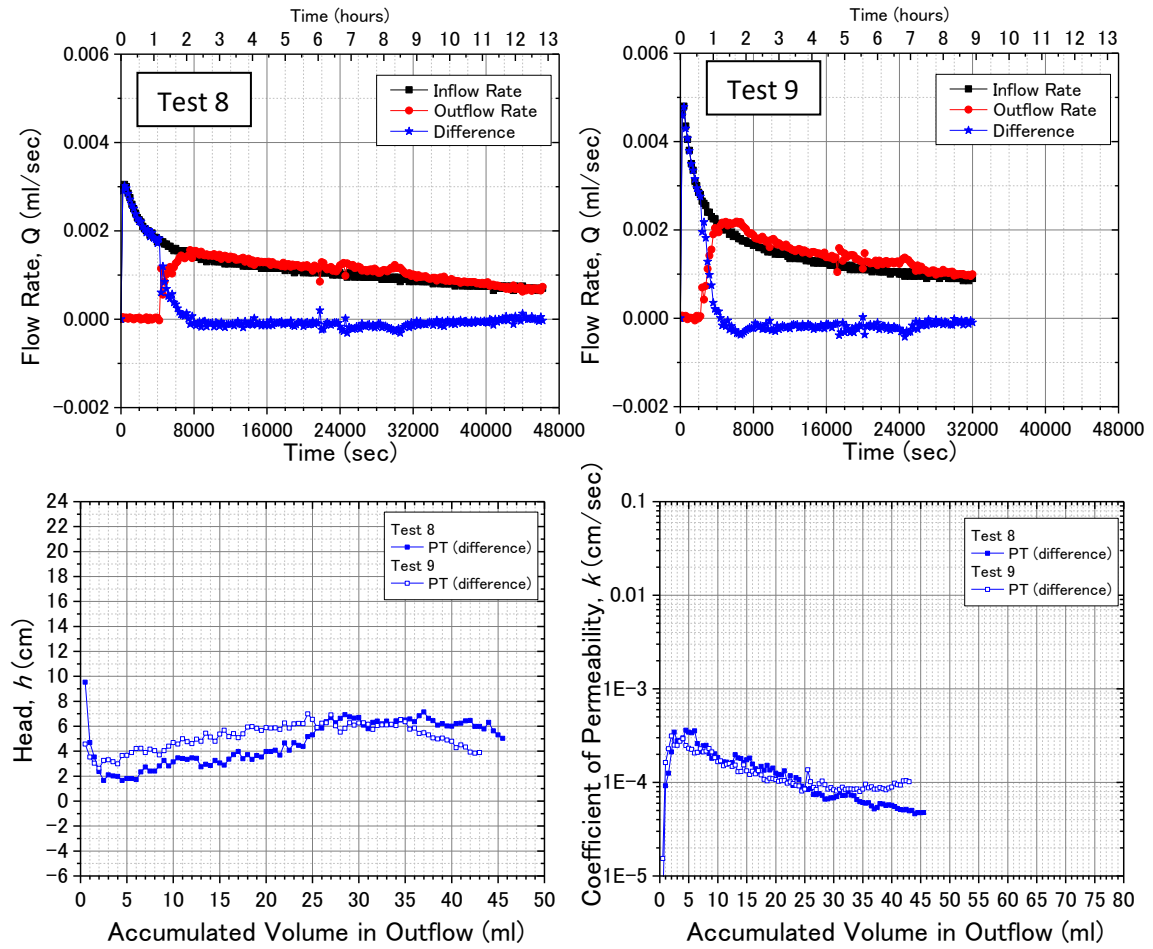 Time (hours)
0 1 2 3 4 5 6 7 8 9 10 11 12 13
0.006
0.004
0.002
0.000
−0.002
Flow Rate, Q (ml/sec)
Test 8
Inflow Rate
Outflow Rate
Difference
0 8000 16000 24000 32000 40000 48000
Time (sec)
Time (hours)
0 1 2 3 4 5 6 7 8 9 10 11 12 13
0.006
0.004
0.002
0.000
−0.002
Flow Rate, Q (ml/sec)
Test 9
Inflow Rate
Outflow Rate
Difference
0 8000 16000 24000 32000 40000 48000
Time (sec)
24
22
20
18
16
14
12
10
8
6
4
2
0
−2
−4
−6
Head, h (cm)
Test 8
PT (difference)
Test 9
PT (difference)
0 5 10 15 20 25 30 35 40 45 50
Accumulated Volume in Outflow (ml)
0.1
0.01
1E−3
1E−4
1E−5
Coefficient of Permeability, k (cm/sec)
Test 8
PT (difference)
Test 9
PT (difference)
0 5 10 15 20 25 30 35 40 45 50 55 60 65 70 75 80
Accumulated Volume in Outflow (ml)